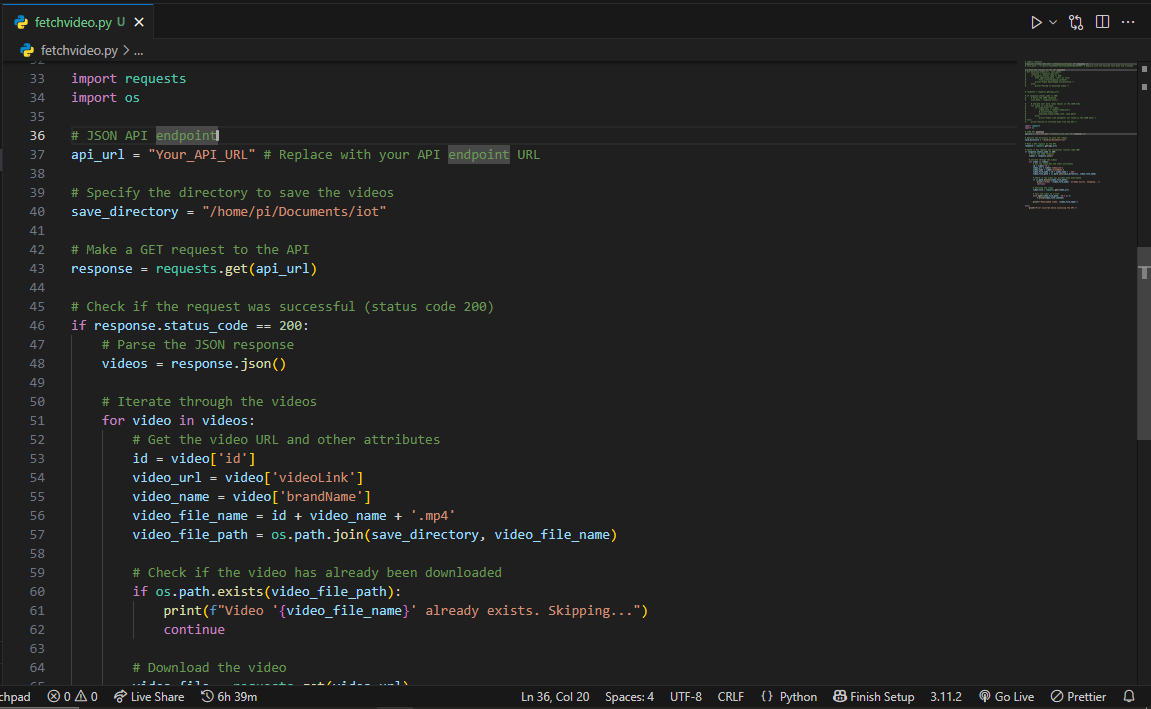 fetchvideo.py U
fetchvideo.py > ...
33 import requests
34 import os
35
36 # JSON API endpoint
37 api_url = "Your_API_URL" # Replace with your API endpoint URL
38
39 # Specify the directory to save the videos
40 save_directory = "/home/pi/Documents/iot"
41
42 # Make a GET request to the API
43 response = requests.get(api_url)
44
45 # Check if the request was successful (status code 200)
46 if response.status_code == 200:
47     # Parse the JSON response
48     videos = response.json()
49
50     # Iterate through the videos
51     for video in videos:
52         # Get the video URL and other attributes
53         id = video['id']
54         video_url = video['videoLink']
55         video_name = video['brandName']
56         video_file_name = id + video_name + '.mp4'
57         video_file_path = os.path.join(save_directory, video_file_name)
58
59         # Check if the video has already been downloaded
60         if os.path.exists(video_file_path):
61             print(f"Video '{video_file_name}' already exists. Skipping...")
62             continue
63
64         # Download the video
65         video_file = requests.get(video_url)
chpad 0 0 Live Share 6h 39m Ln 36, Col 20 Spaces: 4 UTF-8 CRLF {} Python Finish Setup 3.11.2 Go Live Prettier